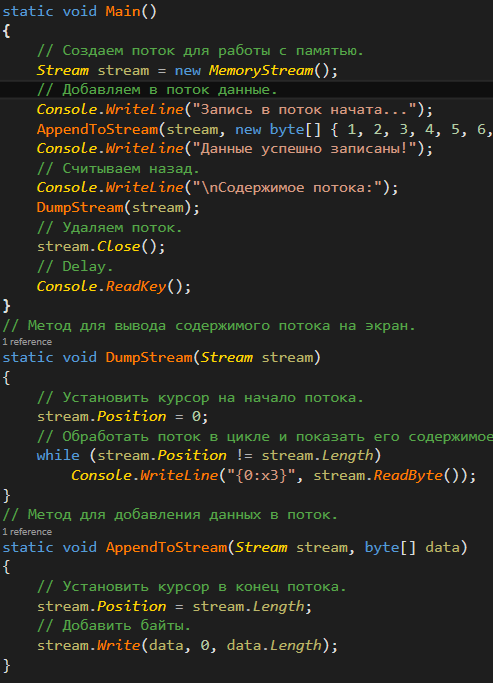 static void Main()
{
// Создаем поток для работы с памятью.
Stream stream = new MemoryStream();
// Добавляем в поток данные.
Console.WriteLine("Запись в поток начата...");
AppendToStream(stream, new byte[] { 1, 2, 3, 4, 5, 6,
Console.WriteLine("Данные успешно записаны!");
// Считываем назад.
Console.WriteLine("\nСодержимое потока:");
DumpStream(stream);
// Удаляем поток.
stream.Close();
// Delay.
Console.ReadKey();
}
// Метод для вывода содержимого потока на экран.
1 reference
static void DumpStream(Stream stream)
{
// Установить курсор на начало потока.
stream.Position = 0;
// Обработать поток в цикле и показать его содержимое
while (stream.Position != stream.Length)
Console.WriteLine("{0:x3}", stream.ReadByte());
}
// Метод для добавления данных в поток.
1 reference
static void AppendToStream(Stream stream, byte[] data)
{
// Установить курсор в конец потока.
stream.Position = stream.Length;
// Добавить байты.
stream.Write(data, 0, data.Length);
}